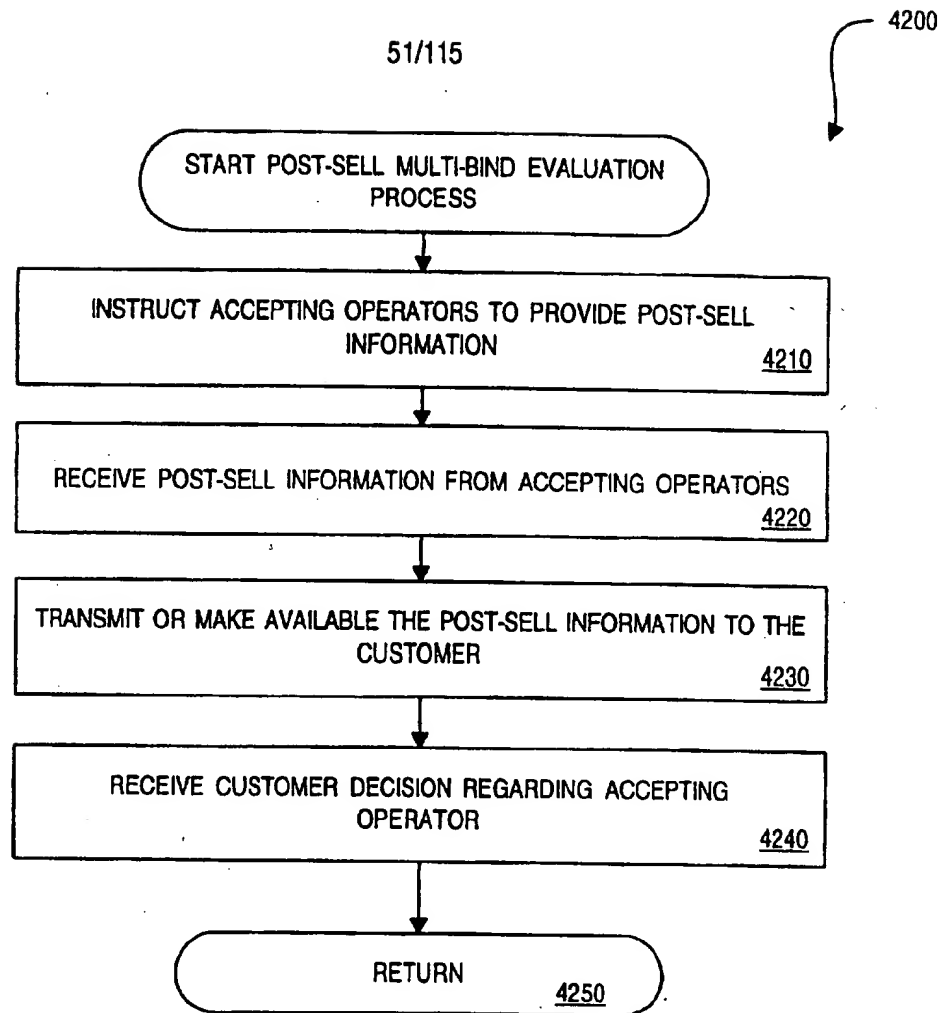 4200
51/115
START POST-SELL MULTI-BIND EVALUATION
PROCESS
INSTRUCT ACCEPTING OPERATORS TO PROVIDE POST-SELL
INFORMATION
4210
RECEIVE POST-SELL INFORMATION FROM ACCEPTING OPERATORS
4220
TRANSMIT OR MAKE AVAILABLE THE POST-SELL INFORMATION TO THE
CUSTOMER
4230
RECEIVE CUSTOMER DECISION REGARDING ACCEPTING
OPERATOR
4240
RETURN
4250